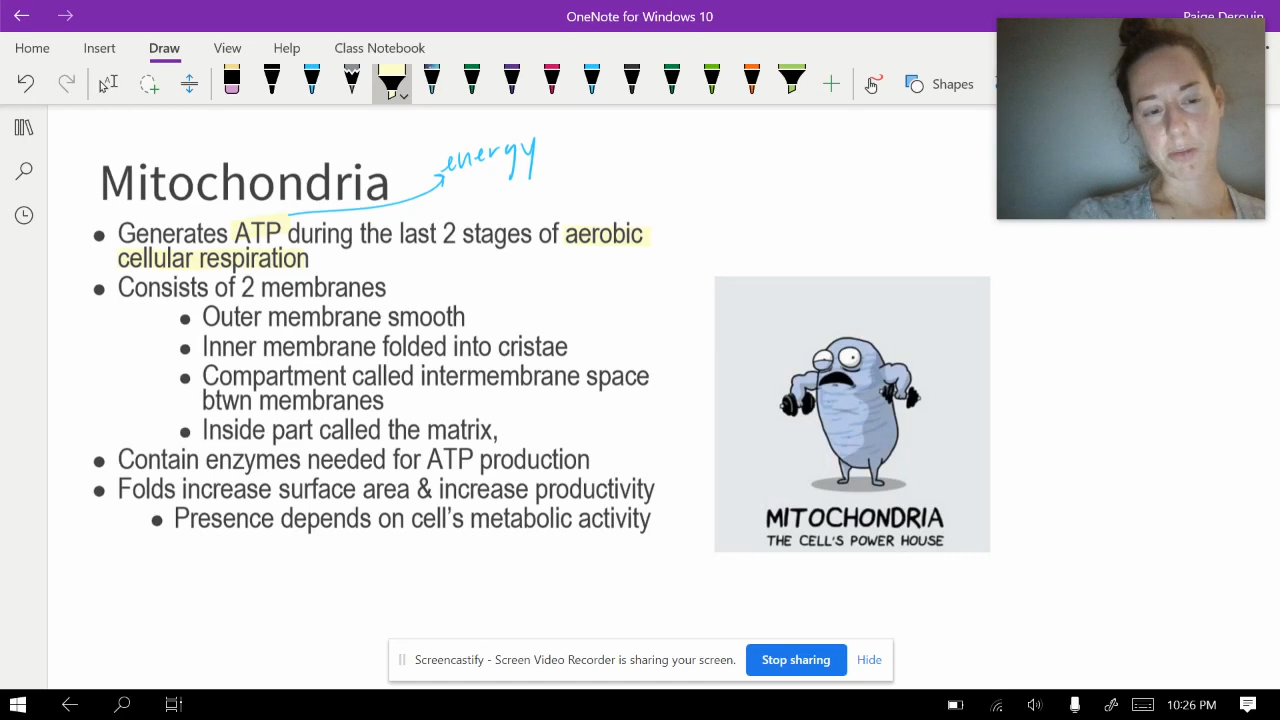 OneNote for Windows 10
Paige Derouin
Home Insert Draw View Help Class Notebook
Shapes
energy
Mitochondria
• Generates ATP during the last 2 stages of aerobic
cellular respiration
• Consists of 2 membranes
• Outer membrane smooth
• Inner membrane folded into cristae
• Compartment called intermembrane space
btwn membranes
• Inside part called the matrix,
• Contain enzymes needed for ATP production
• Folds increase surface area & increase productivity
• Presence depends on cell's metabolic activity
MITOCHONDRIA
THE CELL'S POWER HOUSE
Screencastify - Screen Video Recorder is sharing your screen. Stop sharing Hide
10:26 PM